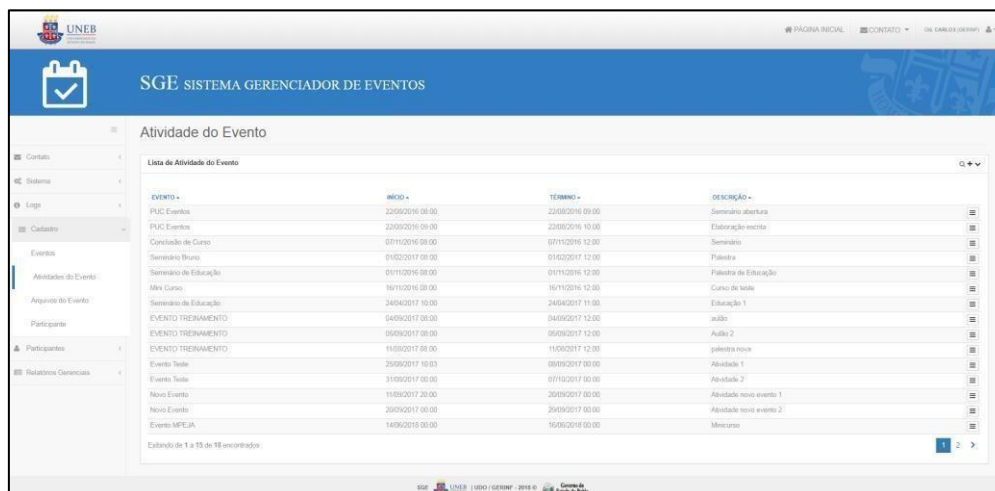 UNEB
PÁGINA INICIAL CONTATO
SGE SISTEMA GERENCIADOR DE EVENTOS
Atividade do Evento
Contato
Sistema
Logs
Cadastro
Eventos
Atividades do Evento
Arquivos do Evento
Participante
Participantes
Relatórios Gerenciais
Lista de Atividade do Evento
EVENTO INÍCIO TÉRMINO DESCRIÇÃO
PUC Eventos 22/08/2016 08:00 22/08/2016 09:00 Seminário abertura
PUC Eventos 22/08/2016 09:00 22/08/2016 10:00 Elaboração escrita
Conclusão de Curso 07/11/2016 08:00 07/11/2016 12:00 Seminário
Seminário Bruno 01/02/2017 08:00 01/02/2017 12:00 Palestra
Seminário de Educação 01/11/2016 08:00 01/11/2016 12:00 Palestra de Educação
Mini Curso 16/11/2016 08:00 16/11/2016 12:00 Curso de teste
Seminário de Educação 24/04/2017 10:00 24/04/2017 11:00 Educação 1
EVENTO TREINAMENTO 04/09/2017 08:00 04/09/2017 12:00 aulão
EVENTO TREINAMENTO 05/09/2017 08:00 05/09/2017 12:00 Aulão 2
EVENTO TREINAMENTO 11/09/2017 08:00 11/09/2017 12:00 palestra nova
Evento Teste 25/08/2017 10:03 08/09/2017 00:00 Atividade 1
Evento Teste 31/08/2017 00:00 07/10/2017 00:00 Atividade 2
Novo Evento 11/09/2017 20:00 20/09/2017 00:00 Atividade novo evento 1
Novo Evento 20/09/2017 00:00 29/09/2017 00:00 Atividade novo evento 2
Evento MPEJA 14/06/2018 00:00 16/06/2018 00:00 Minicurso
Exibindo de 1 a 15 de 18 encontrados
1 2
SGE UNEB | UDO / GERINF - 2018 © Governo do Estado da Bahia